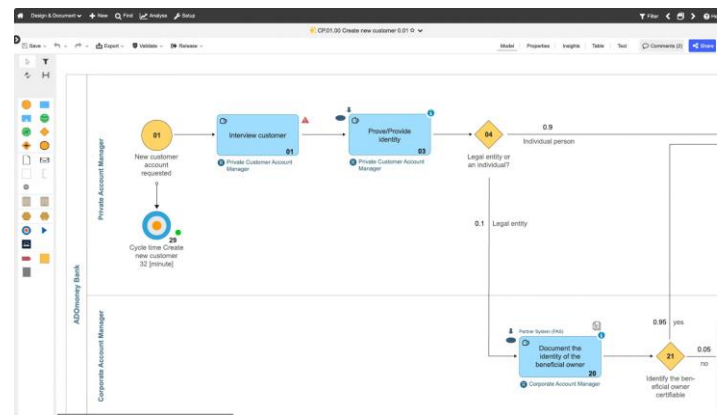 Design & Document
New
Find
Analyse
Setup
Filter
CP.01.00 Create new customer 0.01
Save
Export
Validate
Release
Model
Properties
Insights
Table
Text
Comments (2)
Share
ADOmoney Bank
Private Account Manager
01
New customer
account
requested
Interview customer
01
Private Customer Account
Manager
Prove/Provide
identity
03
Private Customer Account
Manager
04
Legal entity or
an individual?
0.9
Individual person
0.1
Legal entity
29
Cycle time Create
new customer
32 [minute]
Corporate Account Manager
Partner System (PAS)
Document the
identity of the
beneficial owner
20
Corporate Account Manager
0.95
yes
21
0.05
no
Identify the ben-
eficial owner
certifiable